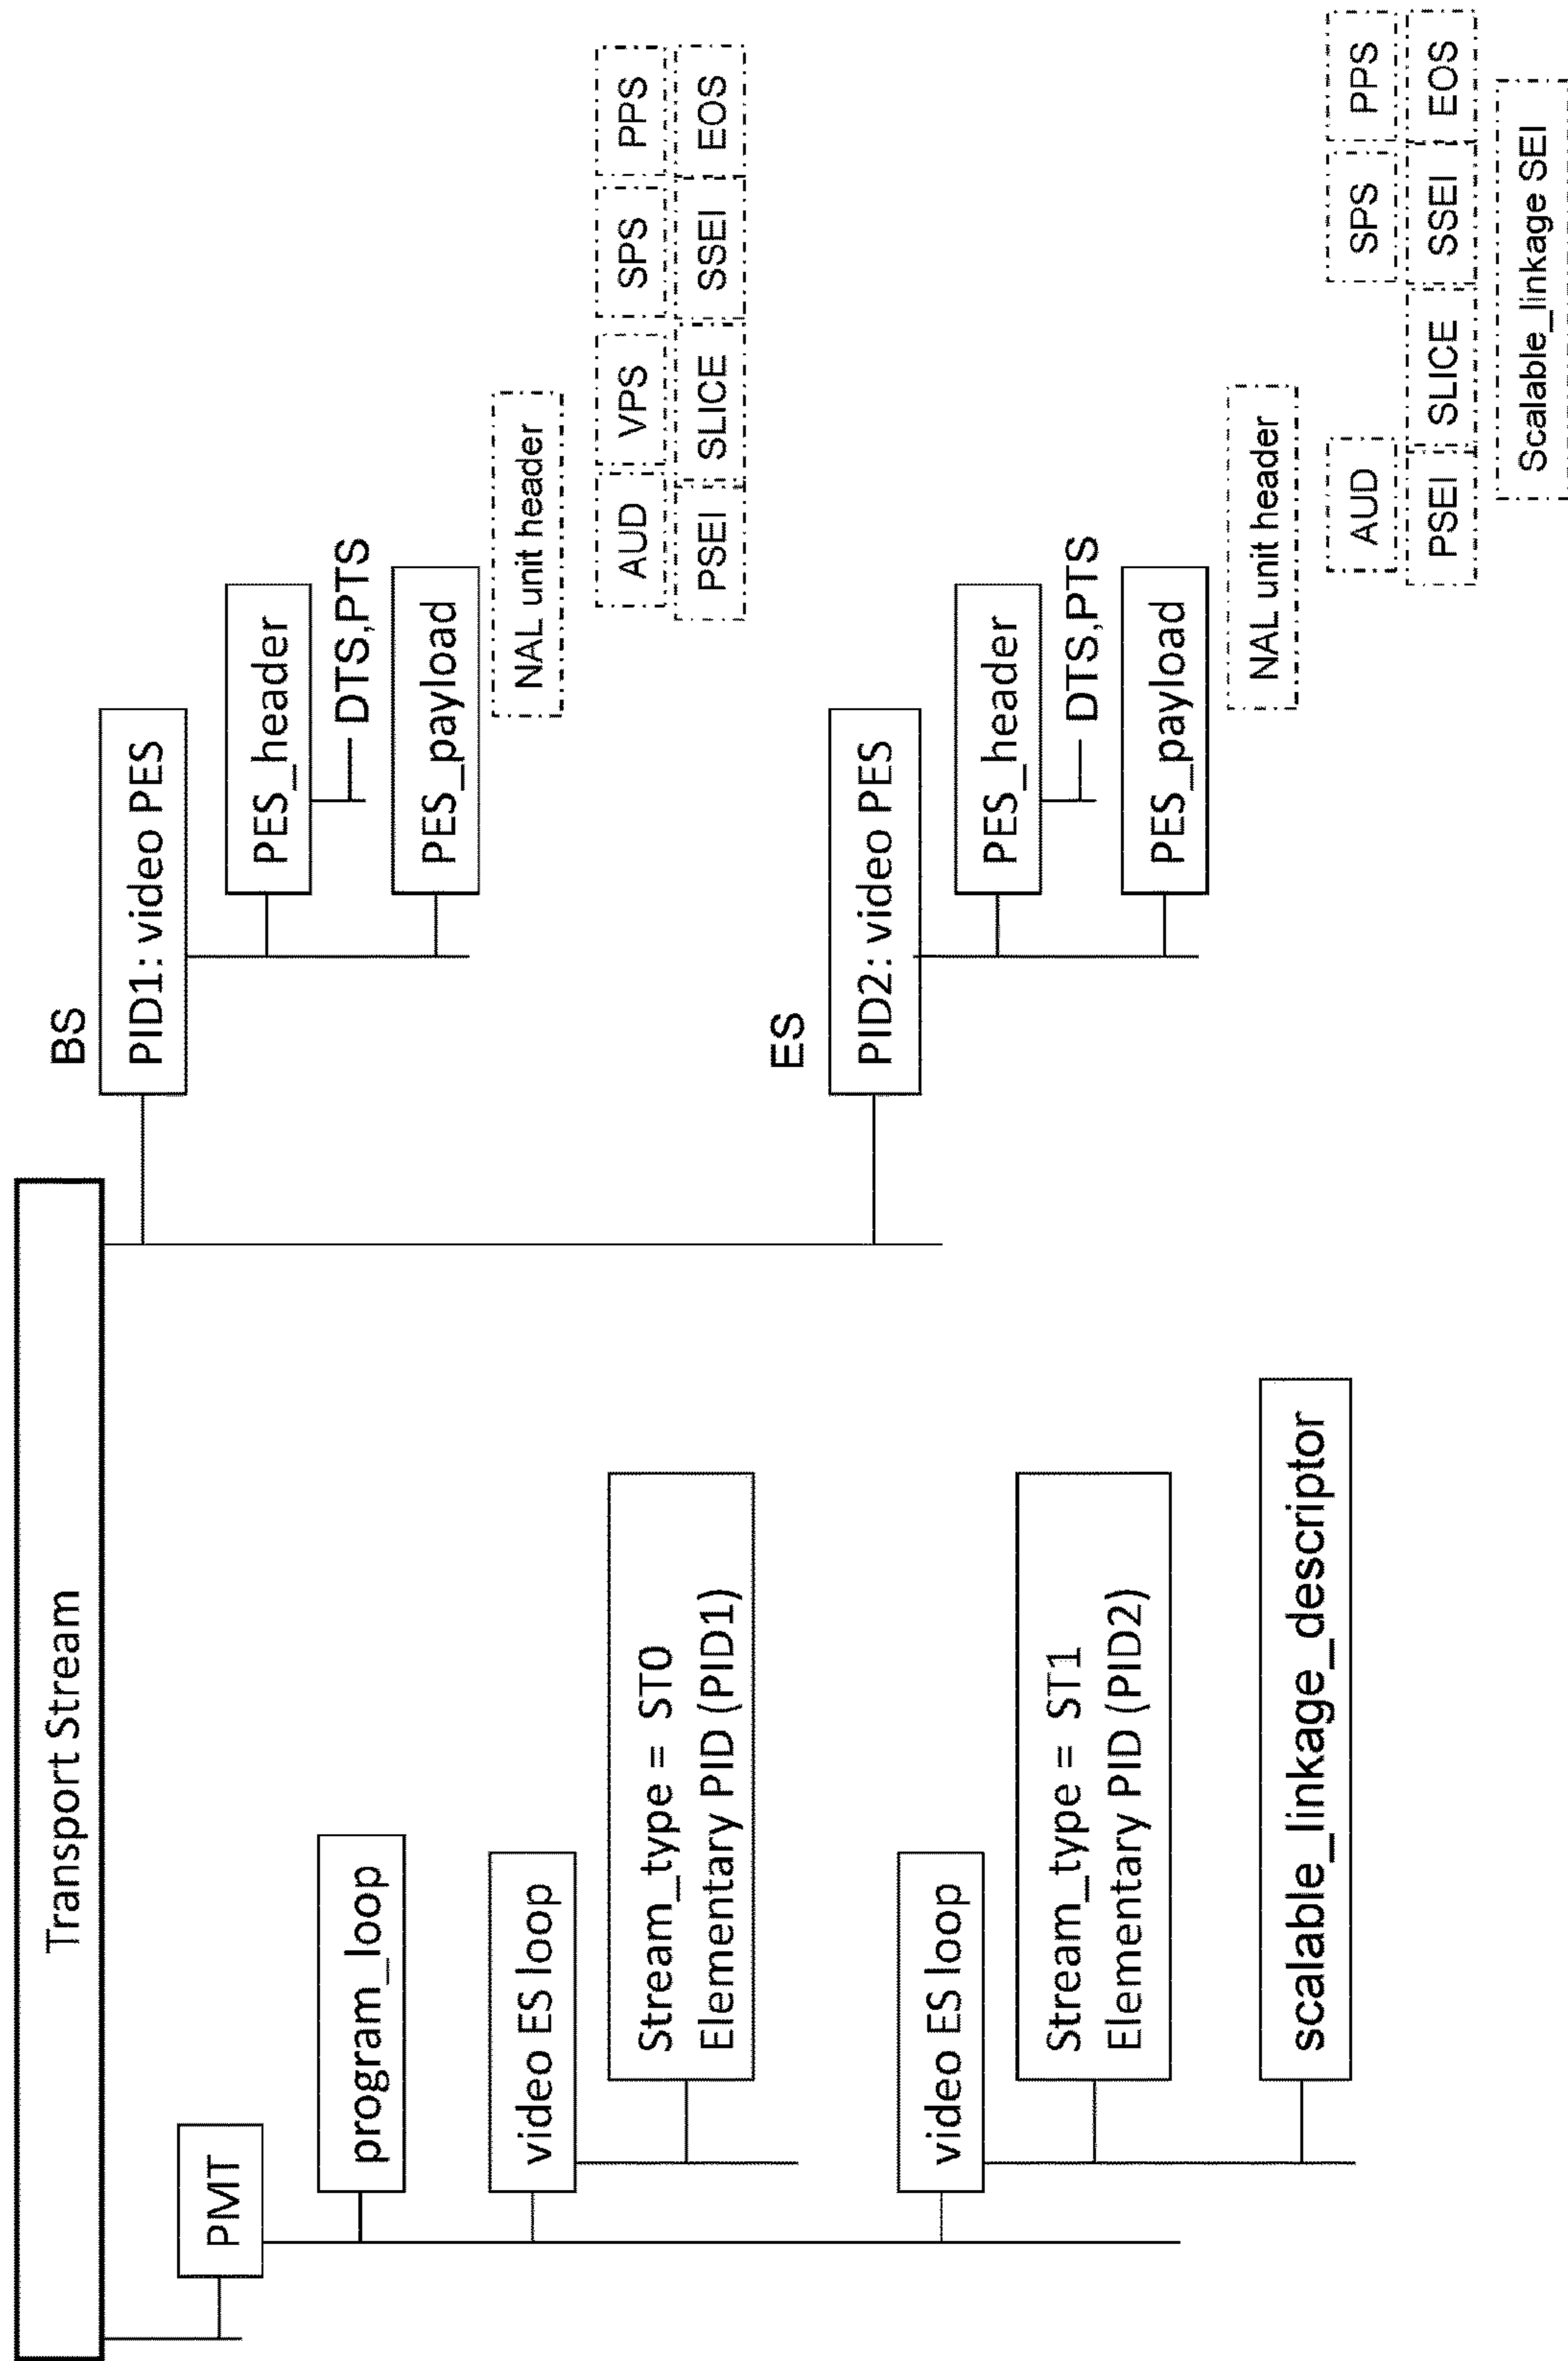 Transport Stream
PMT
program_loop
video ES loop
Stream_type = ST0
Elementary PID (PID1)
video ES loop
Stream_type = ST1
Elementary PID (PID2)
scalable_linkage_descriptor
BS
PID1: video PES
PES_header
DTS,PTS
PES_payload
NAL unit header
AUD VPS SPS PPS
PSEI SLICE SSEI EOS
ES
PID2: video PES
PES_header
DTS,PTS
PES_payload
NAL unit header
AUD SPS PPS
PSEI SLICE SSEI EOS
Scalable_linkage SEI